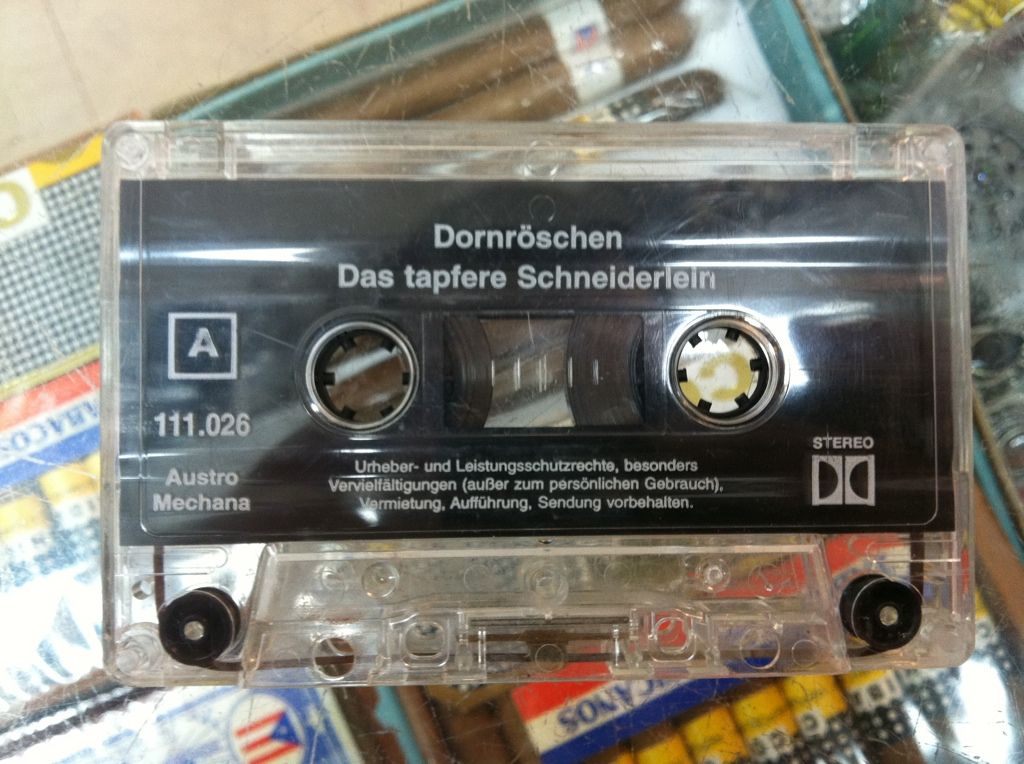 Dornröschen
Das tapfere Schneiderlein
A
111.026
Austro
Mechana
Urheber- und Leistungsschutzrechte, besonders
Vervielfältigungen (außer zum persönlichen Gebrauch),
Vermietung, Aufführung, Sendung vorbehalten.
STEREO